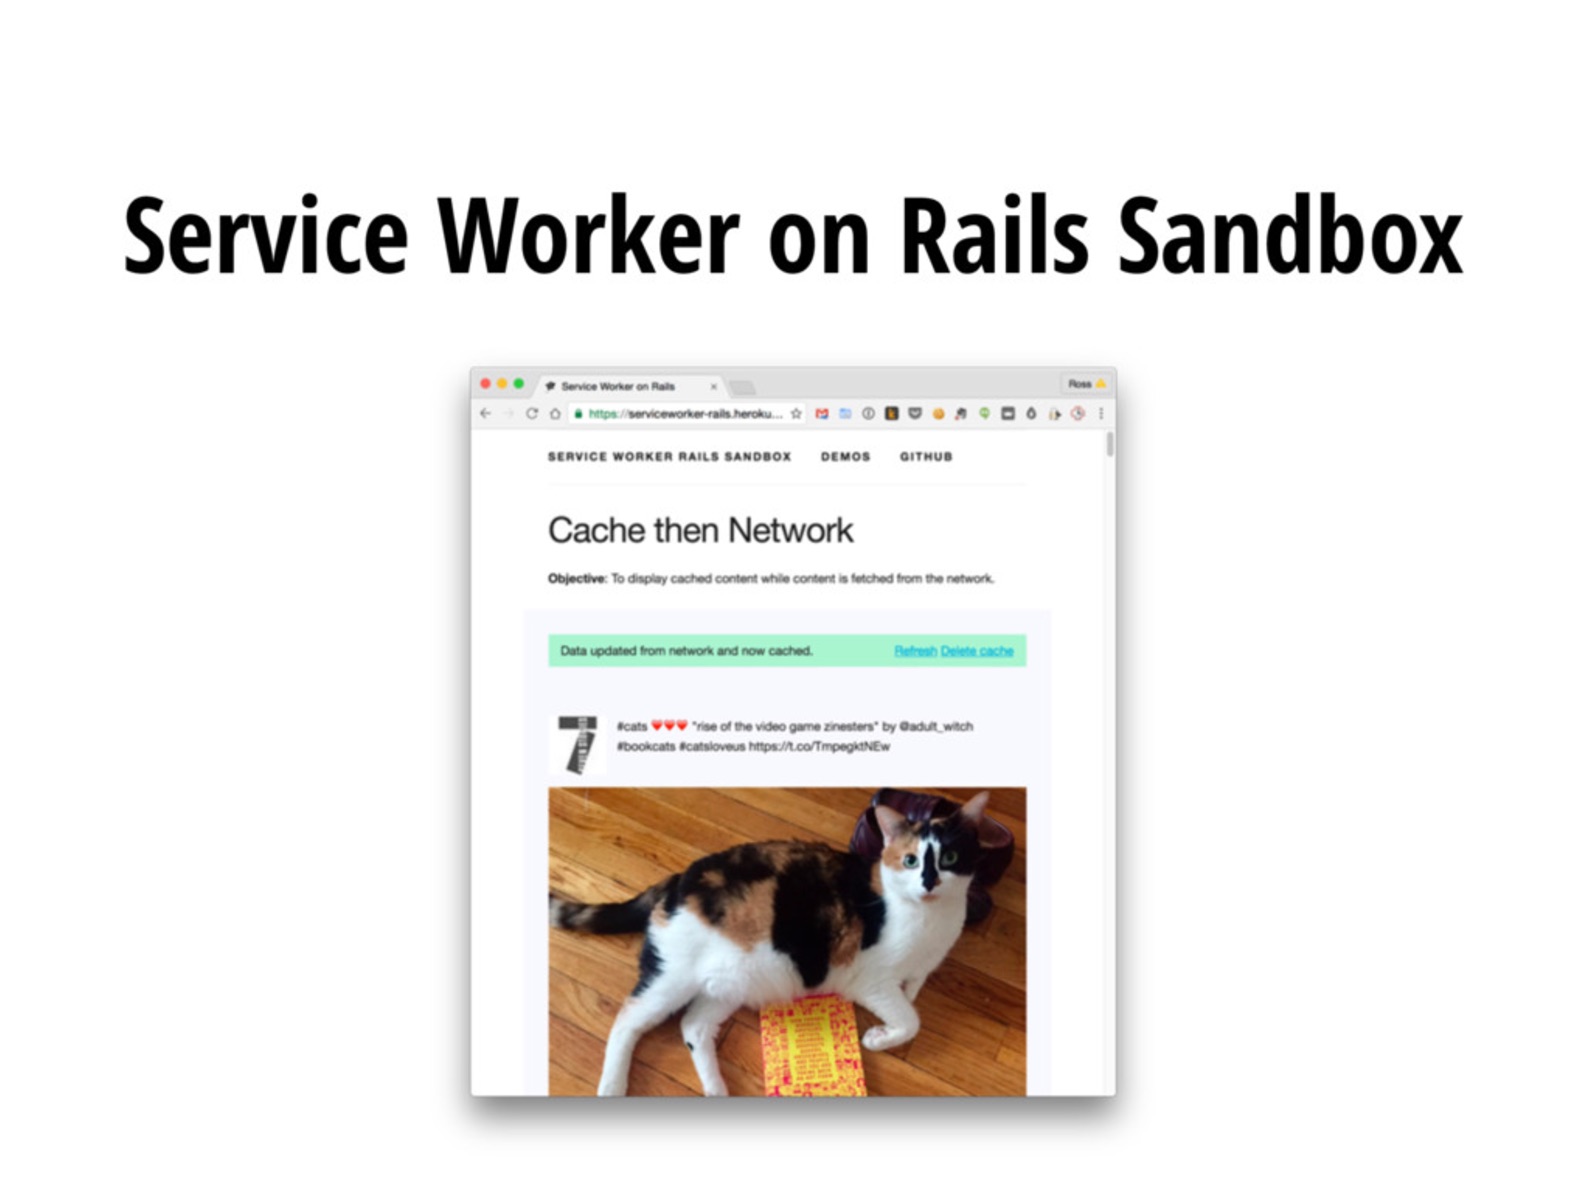 Service Worker on Rails Sandbox
Service Worker on Rails
Ross
https://serviceworker-rails.heroku...
SERVICE WORKER RAILS SANDBOX DEMOS GITHUB
Cache then Network
Objective: To display cached content while content is fetched from the network.
Data updated from network and now cached. Refresh Delete cache
7
#cats ❤❤❤ "rise of the video game zinesters" by @adult_witch
#bookcats #catsloveus https://t.co/TmpegktNEw